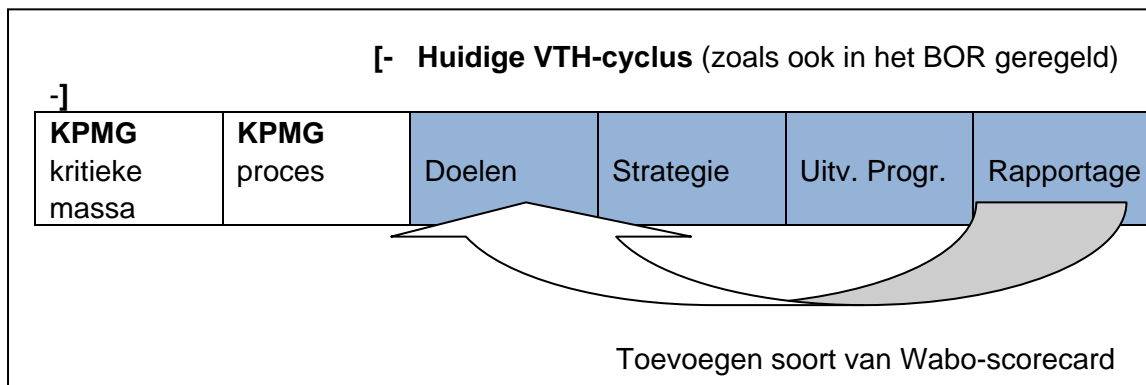 [-   Huidige VTH-cyclus (zoals ook in het BOR geregeld)
-]
KPMG
kritieke
massa
KPMG
proces
Doelen
Strategie
Uitv. Progr.
Rapportage
Toevoegen soort van Wabo-scorecard